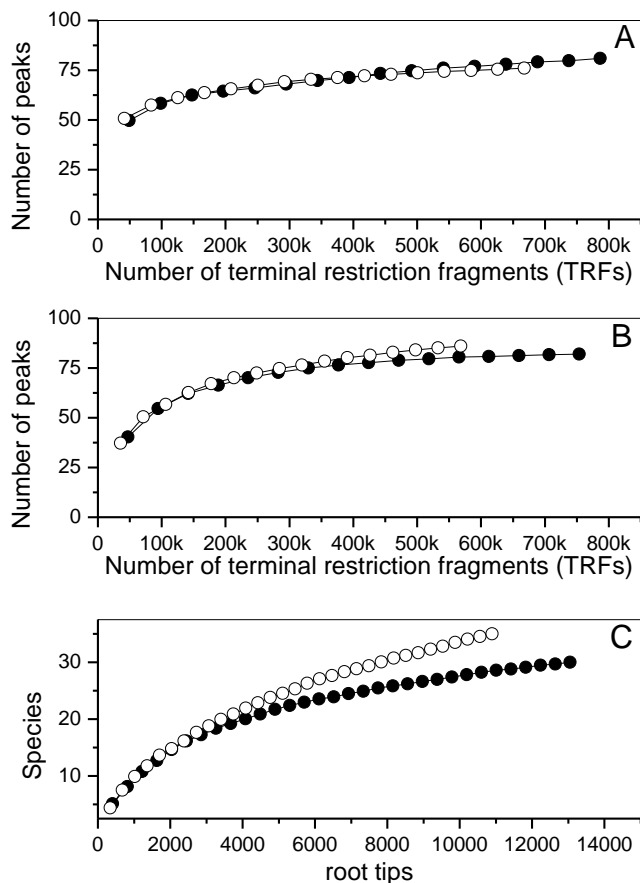 A
100
75
50
25
0
Number of peaks
0 100k 200k 300k 400k 500k 600k 700k 800k
Number of terminal restriction fragments (TRFs)
B
100
75
50
25
0
Number of peaks
0 100k 200k 300k 400k 500k 600k 700k 800k
Number of terminal restriction fragments (TRFs)
C
30
20
10
Species
0 2000 4000 6000 8000 10000 12000 14000
root tips